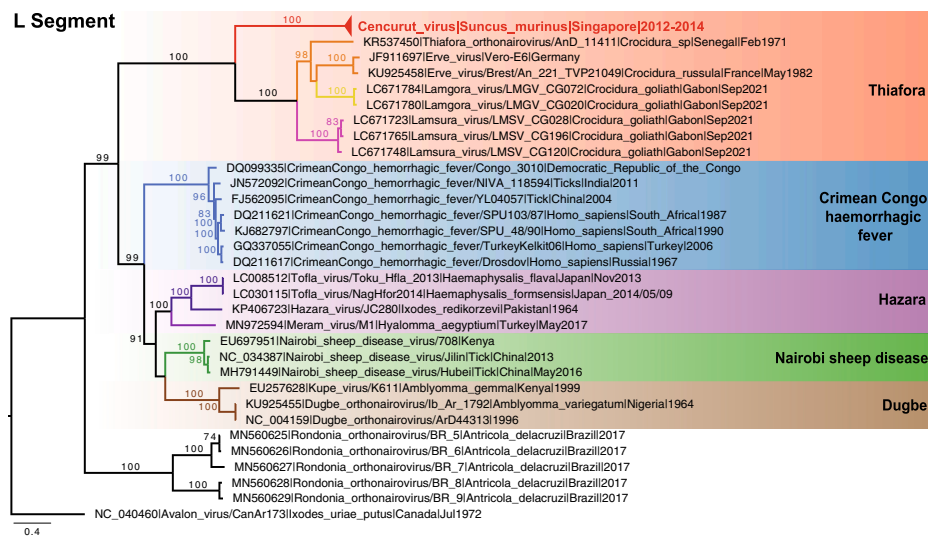 L Segment
100
Cencurut_virus|Suncus_murinus|Singapore|2012-2014
KR537450|Thiafora_orthonairovirus/AnD_11411|Crocidura_sp|Senegal|Feb1971
98
JF911697|Erve_virus/Vero-E6|Germany
100
100
KU925458|Erve_virus/Brest/An_221_TVP21049|Crocidura_russula|France|May1982
LC671784|Lamgora_virus/LMGV_CG072|Crocidura_goliath|Gabon|Sep2021
Thiafora
100
100
LC671780|Lamgora_virus/LMGV_CG020|Crocidura_goliath|Gabon|Sep2021
LC671723|Lamsura_virus/LMSV_CG028|Crocidura_goliath|Gabon|Sep2021
83
100
LC671765|Lamsura_virus/LMSV_CG196|Crocidura_goliath|Gabon|Sep2021
LC671748|Lamsura_virus/LMSV_CG120|Crocidura_goliath|Gabon|Sep2021
99
DQ099335|CrimeanCongo_hemorrhagic_fever/Congo_3010|Democratic_Republic_of_the_Congo
100
JN572092|CrimeanCongo_hemorrhagic_fever/NIVA_118594|Ticks|India|2011
96
FJ562095|CrimeanCongo_hemorrhagic_fever/YL04057|Tick|China|2004
83
DQ211621|CrimeanCongo_hemorrhagic_fever/SPU103/87|Homo_sapiens|South_Africa|1987
100
KJ682797|CrimeanCongo_hemorrhagic_fever/SPU_48/90|Homo_sapiens|South_Africa|1990
100
100
GQ337055|CrimeanCongo_hemorrhagic_fever/TurkeyKelkit06|Homo_sapiens|Turkey|2006
DQ211617|CrimeanCongo_hemorrhagic_fever/Drosdov|Homo_sapiens|Russia|1967
Crimean Congo
haemorrhagic
fever
99
LC008512|Tofla_virus/Toku_Hfla_2013|Haemaphysalis_flava|Japan|Nov2013
100
100
LC030115|Tofla_virus/NagHfor2014|Haemaphysalis_formsensis|Japan_2014/05/09
Hazara
100
KP406723|Hazara_virus/JC280|Ixodes_redikorzevi|Pakistan|1964
MN972594|Meram_virus/M1|Hyalomma_aegyptium|Turkey|May2017
91
EU697951|Nairobi_sheep_disease_virus/708|Kenya
100
98
NC_034387|Nairobi_sheep_disease_virus/Jilin|Tick|China|2013
Nairobi sheep disease
MH791449|Nairobi_sheep_disease_virus/Hubei|Tick|China|May2016
EU257628|Kupe_virus/K611|Amblyomma_gemma|Kenya|1999
100
100
KU925455|Dugbe_orthonairovirus/Ib_Ar_1792|Amblyomma_variegatum|Nigeria|1964
Dugbe
NC_004159|Dugbe_orthonairovirus/ArD44313|1996
74
MN560625|Rondonia_orthonairovirus/BR_5|Antricola_delacruzi|Brazil|2017
100
MN560626|Rondonia_orthonairovirus/BR_6|Antricola_delacruzi|Brazil|2017
100
MN560627|Rondonia_orthonairovirus/BR_7|Antricola_delacruzi|Brazil|2017
MN560628|Rondonia_orthonairovirus/BR_8|Antricola_delacruzi|Brazil|2017
100
MN560629|Rondonia_orthonairovirus/BR_9|Antricola_delacruzi|Brazil|2017
NC_040460|Avalon_virus/CanAr173|Ixodes_uriae_putus|Canada|Jul1972
0.4